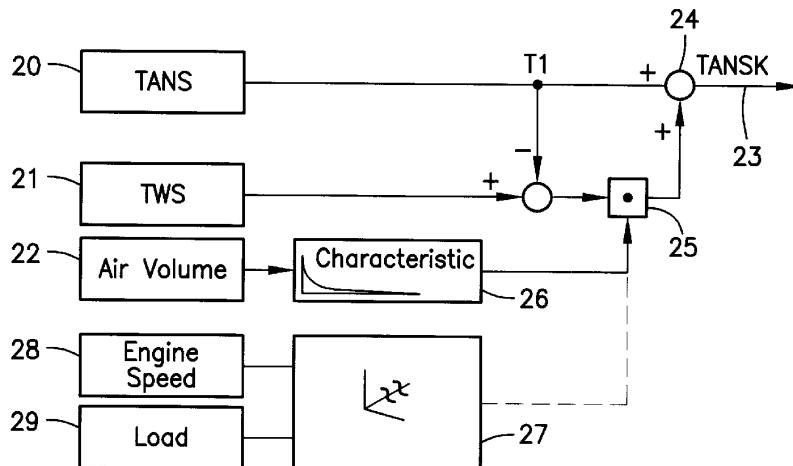 24
20
TANS
T1
+
TANSK
+
23
21
TWS
+
−
•
25
22
Air Volume
Characteristic
26
28
Engine
Speed
29
Load
27